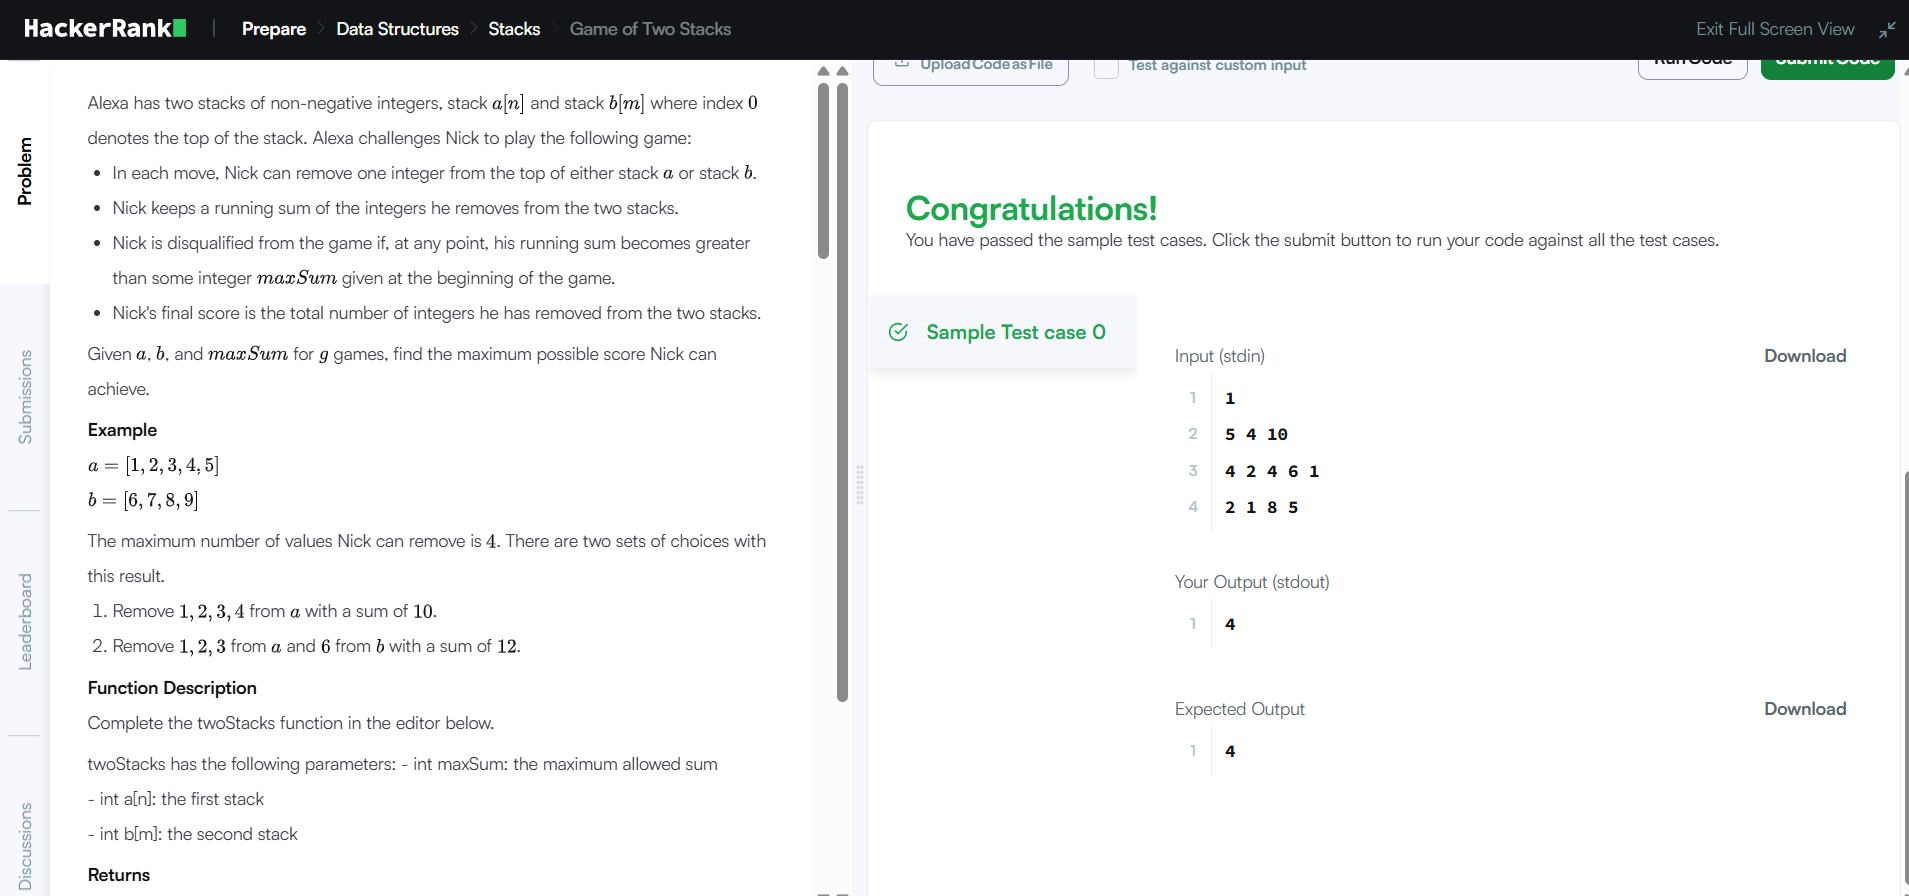 HackerRank
Prepare
Data Structures
Stacks
Game of Two Stacks
Exit Full Screen View
Problem
Submissions
Leaderboard
Discussions
Alexa has two stacks of non-negative integers, stack a[n] and stack b[m] where index 0
denotes the top of the stack. Alexa challenges Nick to play the following game:
• In each move, Nick can remove one integer from the top of either stack a or stack b.
• Nick keeps a running sum of the integers he removes from the two stacks.
• Nick is disqualified from the game if, at any point, his running sum becomes greater
than some integer maxSum given at the beginning of the game.
• Nick's final score is the total number of integers he has removed from the two stacks.
Given a, b, and maxSum for g games, find the maximum possible score Nick can
achieve.
Example
a = [1, 2, 3, 4, 5]
b = [6, 7, 8, 9]
The maximum number of values Nick can remove is 4. There are two sets of choices with
this result.
1. Remove 1, 2, 3, 4 from a with a sum of 10.
2. Remove 1, 2, 3 from a and 6 from b with a sum of 12.
Function Description
Complete the twoStacks function in the editor below.
twoStacks has the following parameters: - int maxSum: the maximum allowed sum
- int a[n]: the first stack
- int b[m]: the second stack
Returns
Upload Code as File
Test against custom input
Run Code
Submit Code
Congratulations!
You have passed the sample test cases. Click the submit button to run your code against all the test cases.
Sample Test case 0
Input (stdin)
Download
1 1
2 5 4 10
3 4 2 4 6 1
4 2 1 8 5
Your Output (stdout)
1 4
Expected Output
Download
1 4